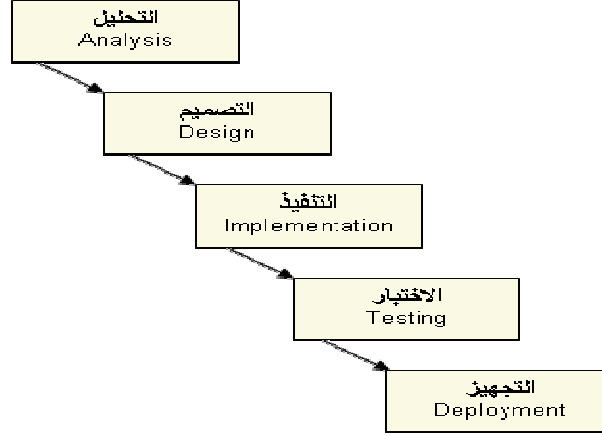 التحليل
Analysis
التصميم
Design
التنفيذ
Implementation
الاختبار
Testing
التجهيز
Deployment